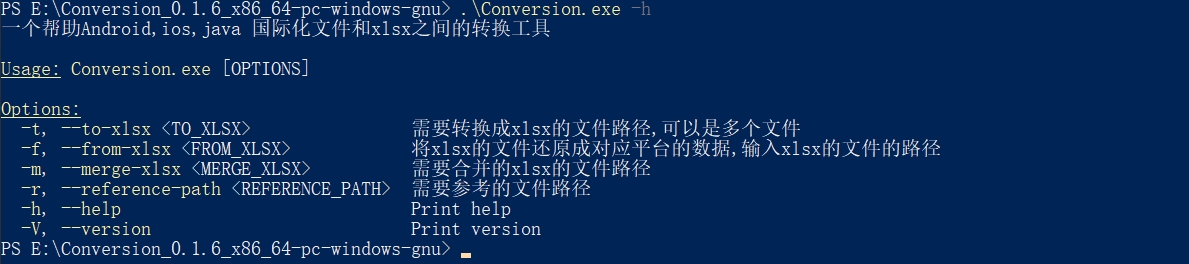 PS E:\Conversion_0.1.6_x86_64-pc-windows-gnu> .\Conversion.exe -h
一个帮助Android,ios,java 国际化文件和xlsx之间的转换工具
Usage: Conversion.exe [OPTIONS]
Options:
-t, --to-xlsx <TO_XLSX> 需要转换成xlsx的文件路径,可以是多个文件
-f, --from-xlsx <FROM_XLSX> 将xlsx的文件还原成对应平台的数据,输入xlsx的文件的路径
-m, --merge-xlsx <MERGE_XLSX> 需要合并的xlsx的文件路径
-r, --reference-path <REFERENCE_PATH> 需要参考的文件路径
-h, --help Print help
-V, --version Print version
PS E:\Conversion_0.1.6_x86_64-pc-windows-gnu>